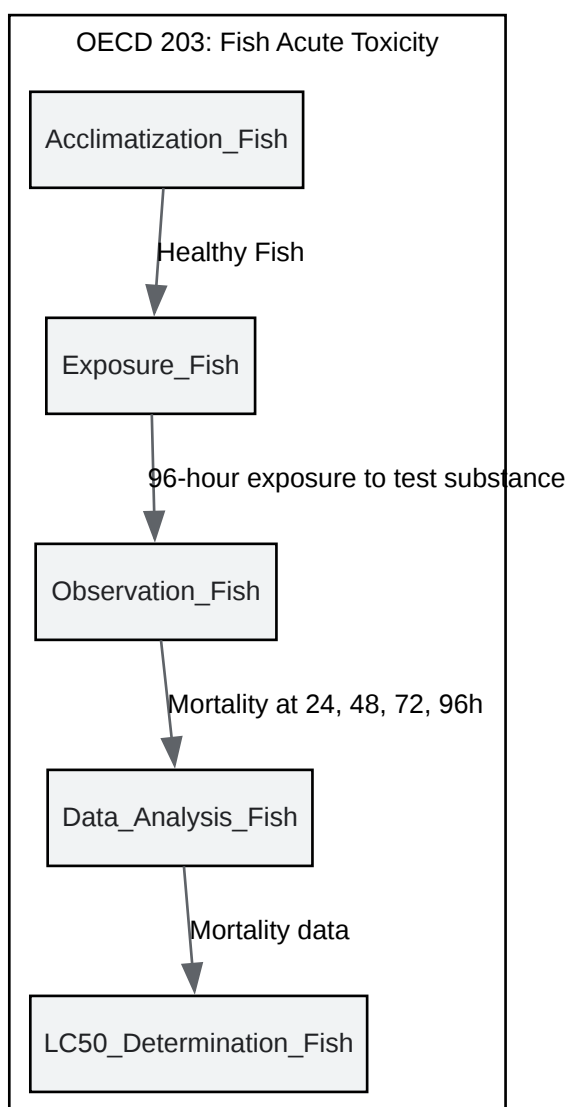 OECD 203: Fish Acute Toxicity
Acclimatization_Fish
Healthy Fish
Exposure_Fish
96-hour exposure to test substance
Observation_Fish
Mortality at 24, 48, 72, 96h
Data_Analysis_Fish
Mortality data
LC50_Determination_Fish